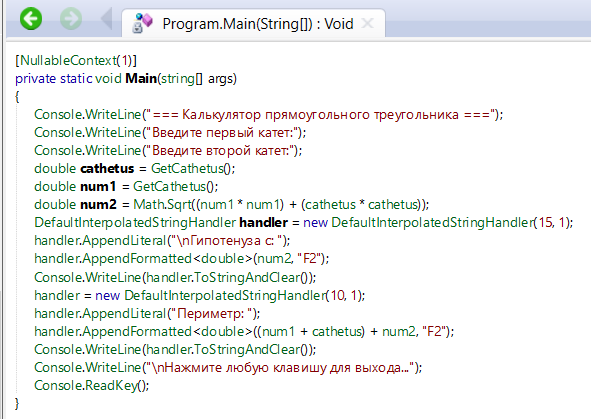 Program.Main(String[]) : Void
[NullableContext(1)]
private static void Main(string[] args)
{
Console.WriteLine("=== Калькулятор прямоугольного треугольника ===");
Console.WriteLine("Введите первый катет:");
Console.WriteLine("Введите второй катет:");
double cathetus = GetCathetus();
double num1 = GetCathetus();
double num2 = Math.Sqrt((num1 * num1) + (cathetus * cathetus));
DefaultInterpolatedStringHandler handler = new DefaultInterpolatedStringHandler(15, 1);
handler.AppendLiteral("\nГипотенуза c: ");
handler.AppendFormatted<double>(num2, "F2");
Console.WriteLine(handler.ToStringAndClear());
handler = new DefaultInterpolatedStringHandler(10, 1);
handler.AppendLiteral("Периметр: ");
handler.AppendFormatted<double>((num1 + cathetus) + num2, "F2");
Console.WriteLine(handler.ToStringAndClear());
Console.WriteLine("\nНажмите любую клавишу для выхода...");
Console.ReadKey();
}